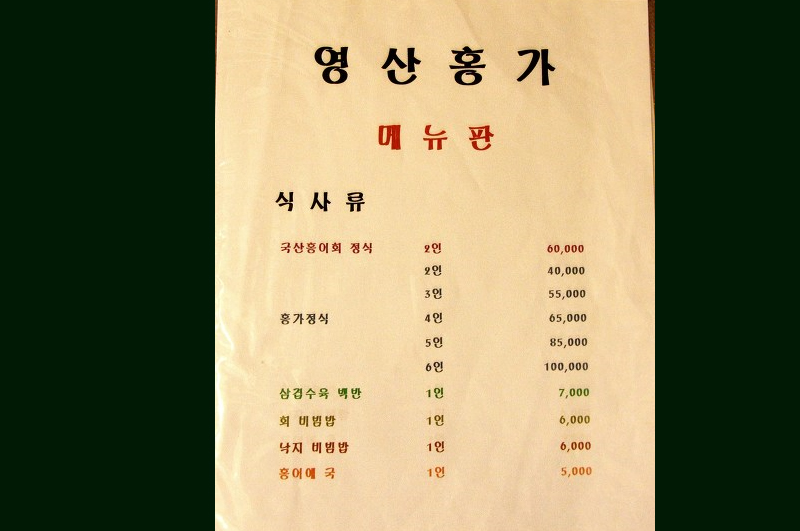 영산홍가
메뉴판
식사류
국산홍어회 정식 2인 60,000
2인 40,000
3인 55,000
홍가정식 4인 65,000
5인 85,000
6인 100,000
삼겹수육 백반 1인 7,000
회 비빔밥 1인 6,000
낙지 비빔밥 1인 6,000
홍어애 국 1인 5,000